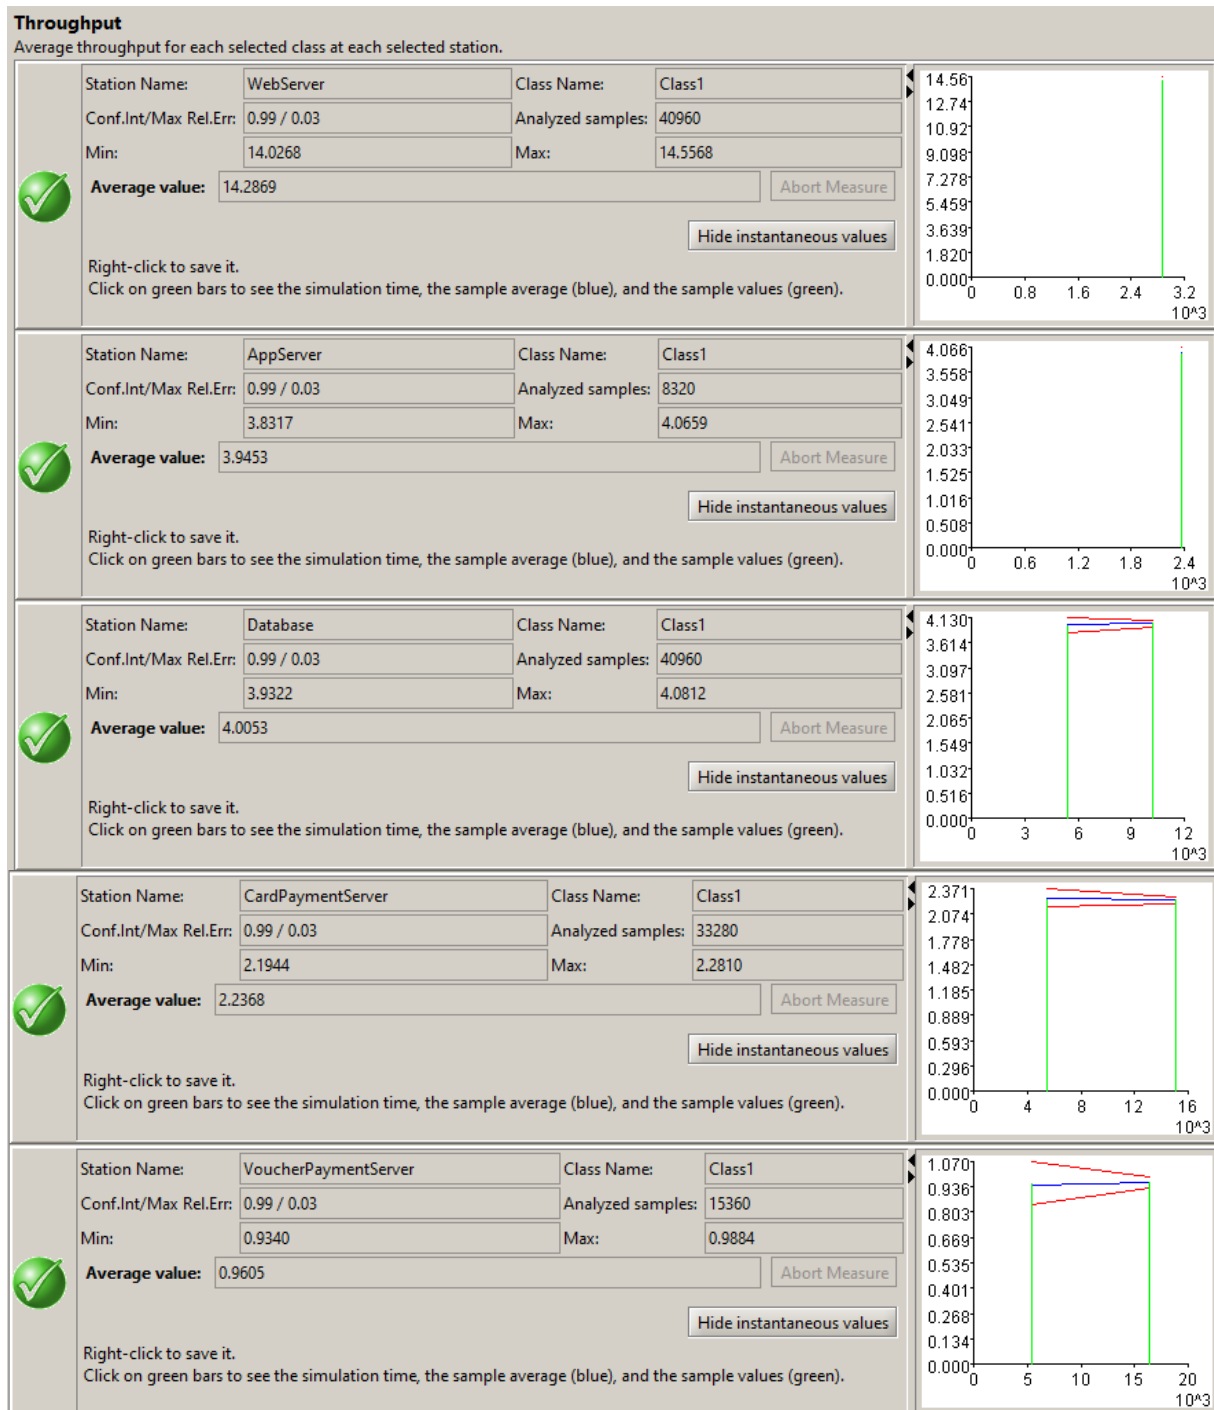 Throughput
Average throughput for each selected class at each selected station.
Station Name: WebServer Class Name: Class1
Conf.Int/Max Rel.Err: 0.99 / 0.03 Analyzed samples: 40960
Min: 14.0268 Max: 14.5568
Average value: 14.2869 Abort Measure
Hide instantaneous values
Right-click to save it.
Click on green bars to see the simulation time, the sample average (blue), and the sample values (green).
14.56
12.74
10.92
9.098
7.278
5.459
3.639
1.820
0.000
0 0.8 1.6 2.4 3.2
10^3
Station Name: AppServer Class Name: Class1
Conf.Int/Max Rel.Err: 0.99 / 0.03 Analyzed samples: 8320
Min: 3.8317 Max: 4.0659
Average value: 3.9453 Abort Measure
Hide instantaneous values
Right-click to save it.
Click on green bars to see the simulation time, the sample average (blue), and the sample values (green).
4.066
3.558
3.049
2.541
2.033
1.525
1.016
0.508
0.000
0 0.6 1.2 1.8 2.4
10^3
Station Name: Database Class Name: Class1
Conf.Int/Max Rel.Err: 0.99 / 0.03 Analyzed samples: 40960
Min: 3.9322 Max: 4.0812
Average value: 4.0053 Abort Measure
Hide instantaneous values
Right-click to save it.
Click on green bars to see the simulation time, the sample average (blue), and the sample values (green).
4.130
3.614
3.097
2.581
2.065
1.549
1.032
0.516
0.000
0 3 6 9 12
10^3
Station Name: CardPaymentServer Class Name: Class1
Conf.Int/Max Rel.Err: 0.99 / 0.03 Analyzed samples: 33280
Min: 2.1944 Max: 2.2810
Average value: 2.2368 Abort Measure
Hide instantaneous values
Right-click to save it.
Click on green bars to see the simulation time, the sample average (blue), and the sample values (green).
2.371
2.074
1.778
1.482
1.185
0.889
0.593
0.296
0.000
0 4 8 12 16
10^3
Station Name: VoucherPaymentServer Class Name: Class1
Conf.Int/Max Rel.Err: 0.99 / 0.03 Analyzed samples: 15360
Min: 0.9340 Max: 0.9884
Average value: 0.9605 Abort Measure
Hide instantaneous values
Right-click to save it.
Click on green bars to see the simulation time, the sample average (blue), and the sample values (green).
1.070
0.936
0.803
0.669
0.535
0.401
0.268
0.134
0.000
0 5 10 15 20
10^3